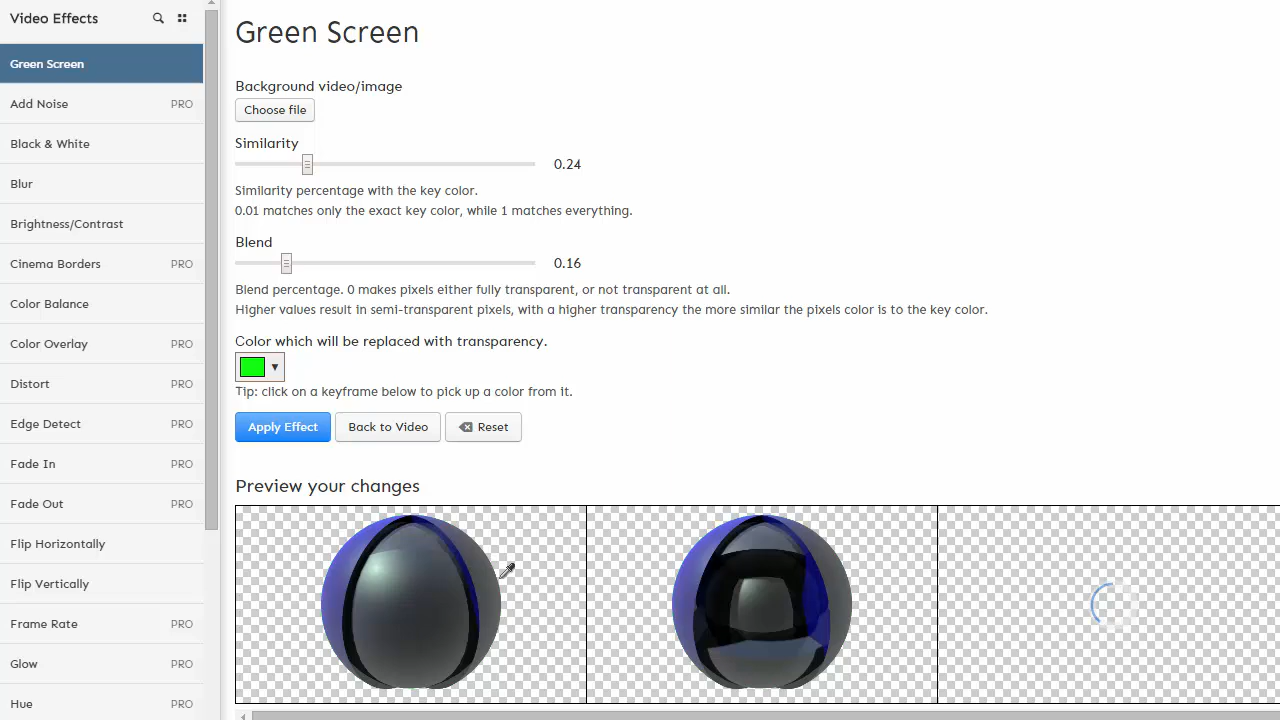 Video Effects
Green Screen
Add Noise PRO
Black & White
Blur
Brightness/Contrast
Cinema Borders PRO
Color Balance
Color Overlay PRO
Distort PRO
Edge Detect PRO
Fade In PRO
Fade Out PRO
Flip Horizontally
Flip Vertically
Frame Rate PRO
Glow PRO
Hue PRO
Green Screen
Background video/image
Choose file
Similarity
0.24
Similarity percentage with the key color.
0.01 matches only the exact key color, while 1 matches everything.
Blend
0.16
Blend percentage. 0 makes pixels either fully transparent, or not transparent at all.
Higher values result in semi-transparent pixels, with a higher transparency the more similar the pixels color is to the key color.
Color which will be replaced with transparency.
Tip: click on a keyframe below to pick up a color from it.
Apply Effect Back to Video Reset
Preview your changes